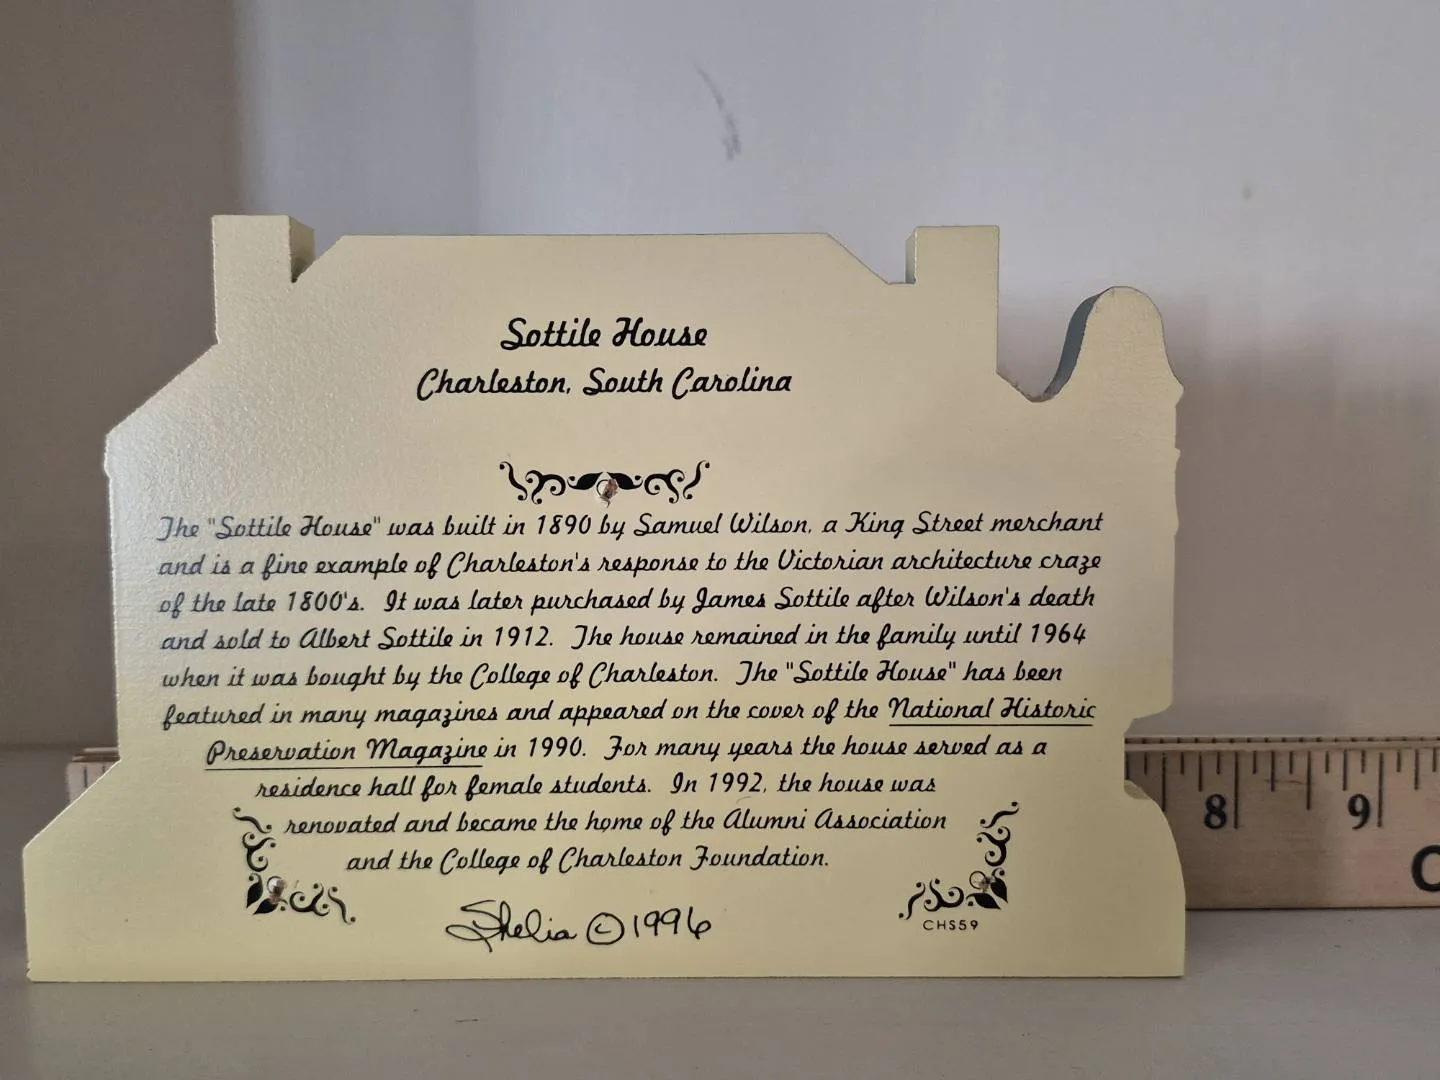 Sottile House
Charleston, South Carolina
The "Sottile House" was built in 1890 by Samuel Wilson, a King Street merchant
and is a fine example of Charleston's response to the Victorian architecture craze
of the late 1800's. It was later purchased by James Sottile after Wilson's death
and sold to Albert Sottile in 1912. The house remained in the family until 1964
when it was bought by the College of Charleston. The "Sottile House" has been
featured in many magazines and appeared on the cover of the National Historic
Preservation Magazine in 1990. For many years the house served as a
residence hall for female students. In 1992, the house was
renovated and became the home of the Alumni Association
and the College of Charleston Foundation.
Shelia © 1996
CHS59
8 9